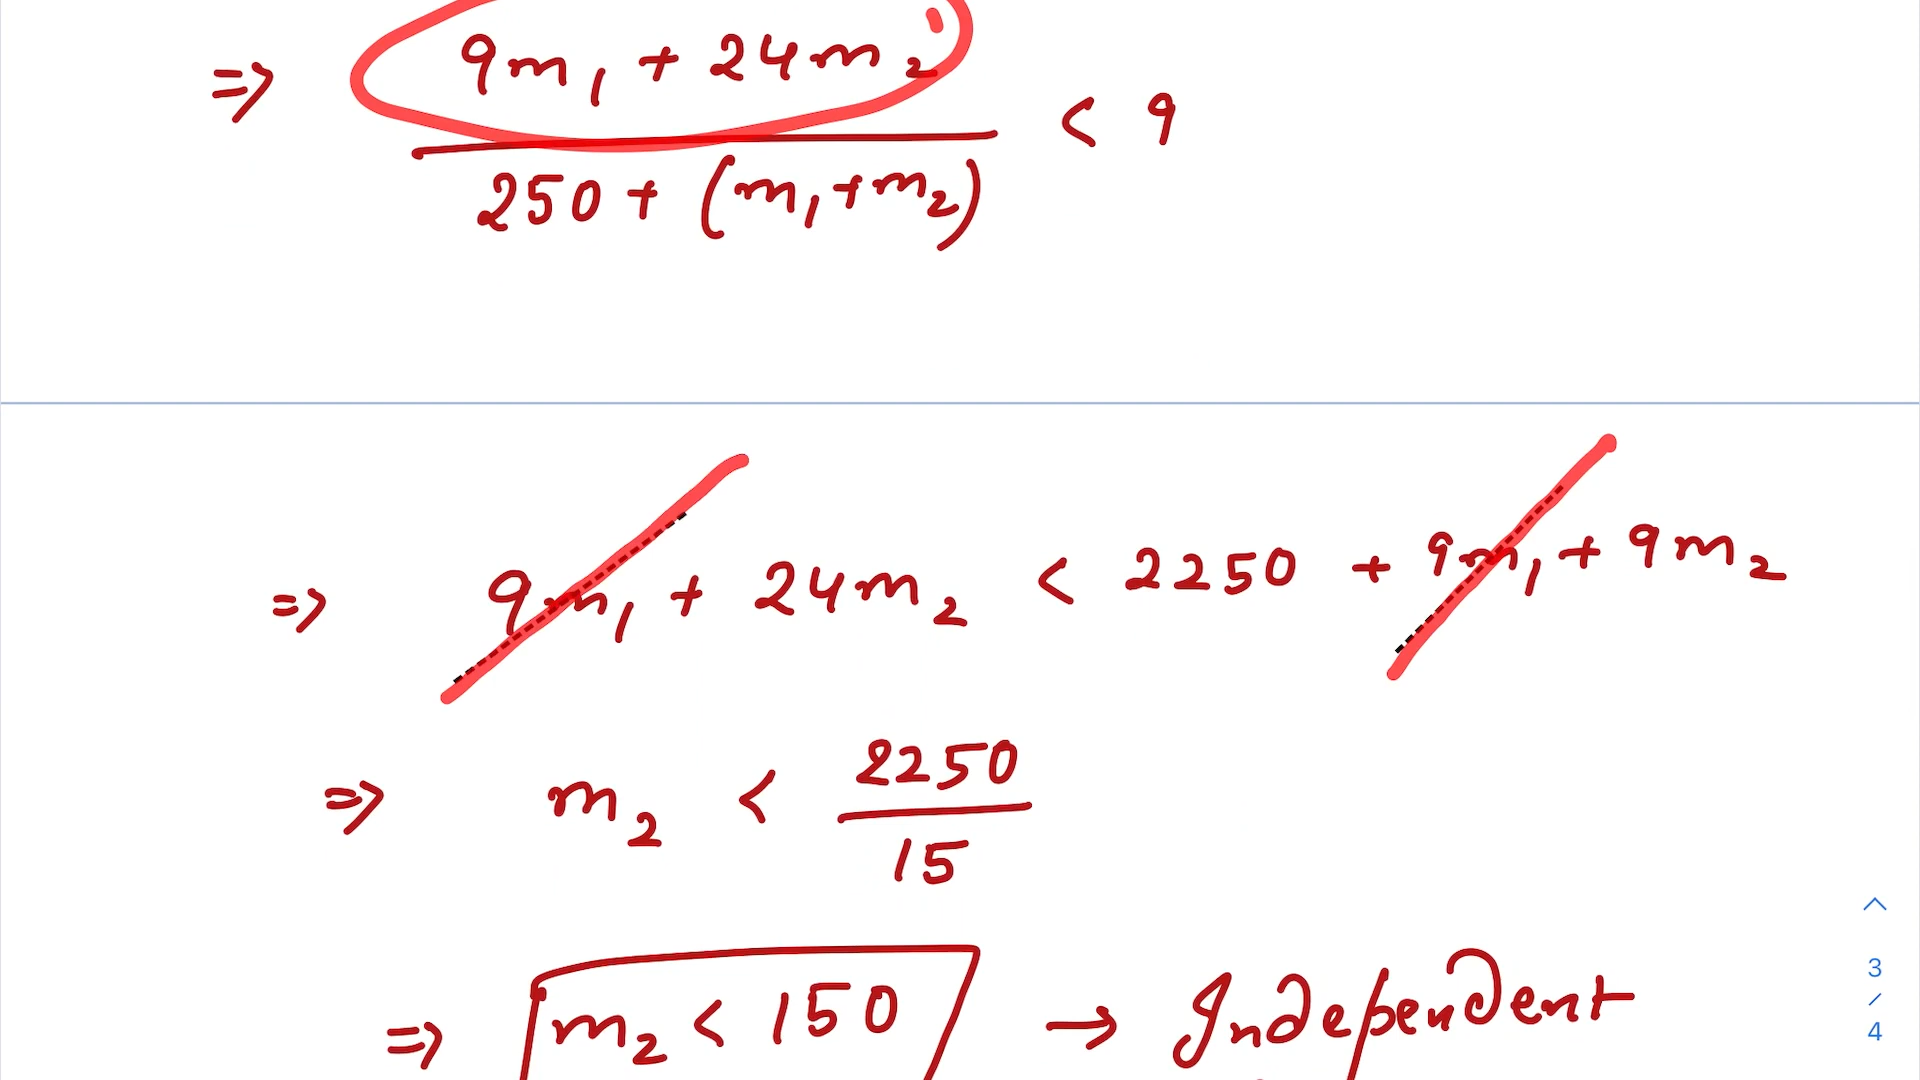 => 9m₁ + 24m₂ / 250 + (m₁+m₂) < 9
=> 9m₁ + 24m₂ < 2250 + 9m₁ + 9m₂
=> m₂ < 2250 / 15
=> m₂ < 150 → Independent
3
/
4